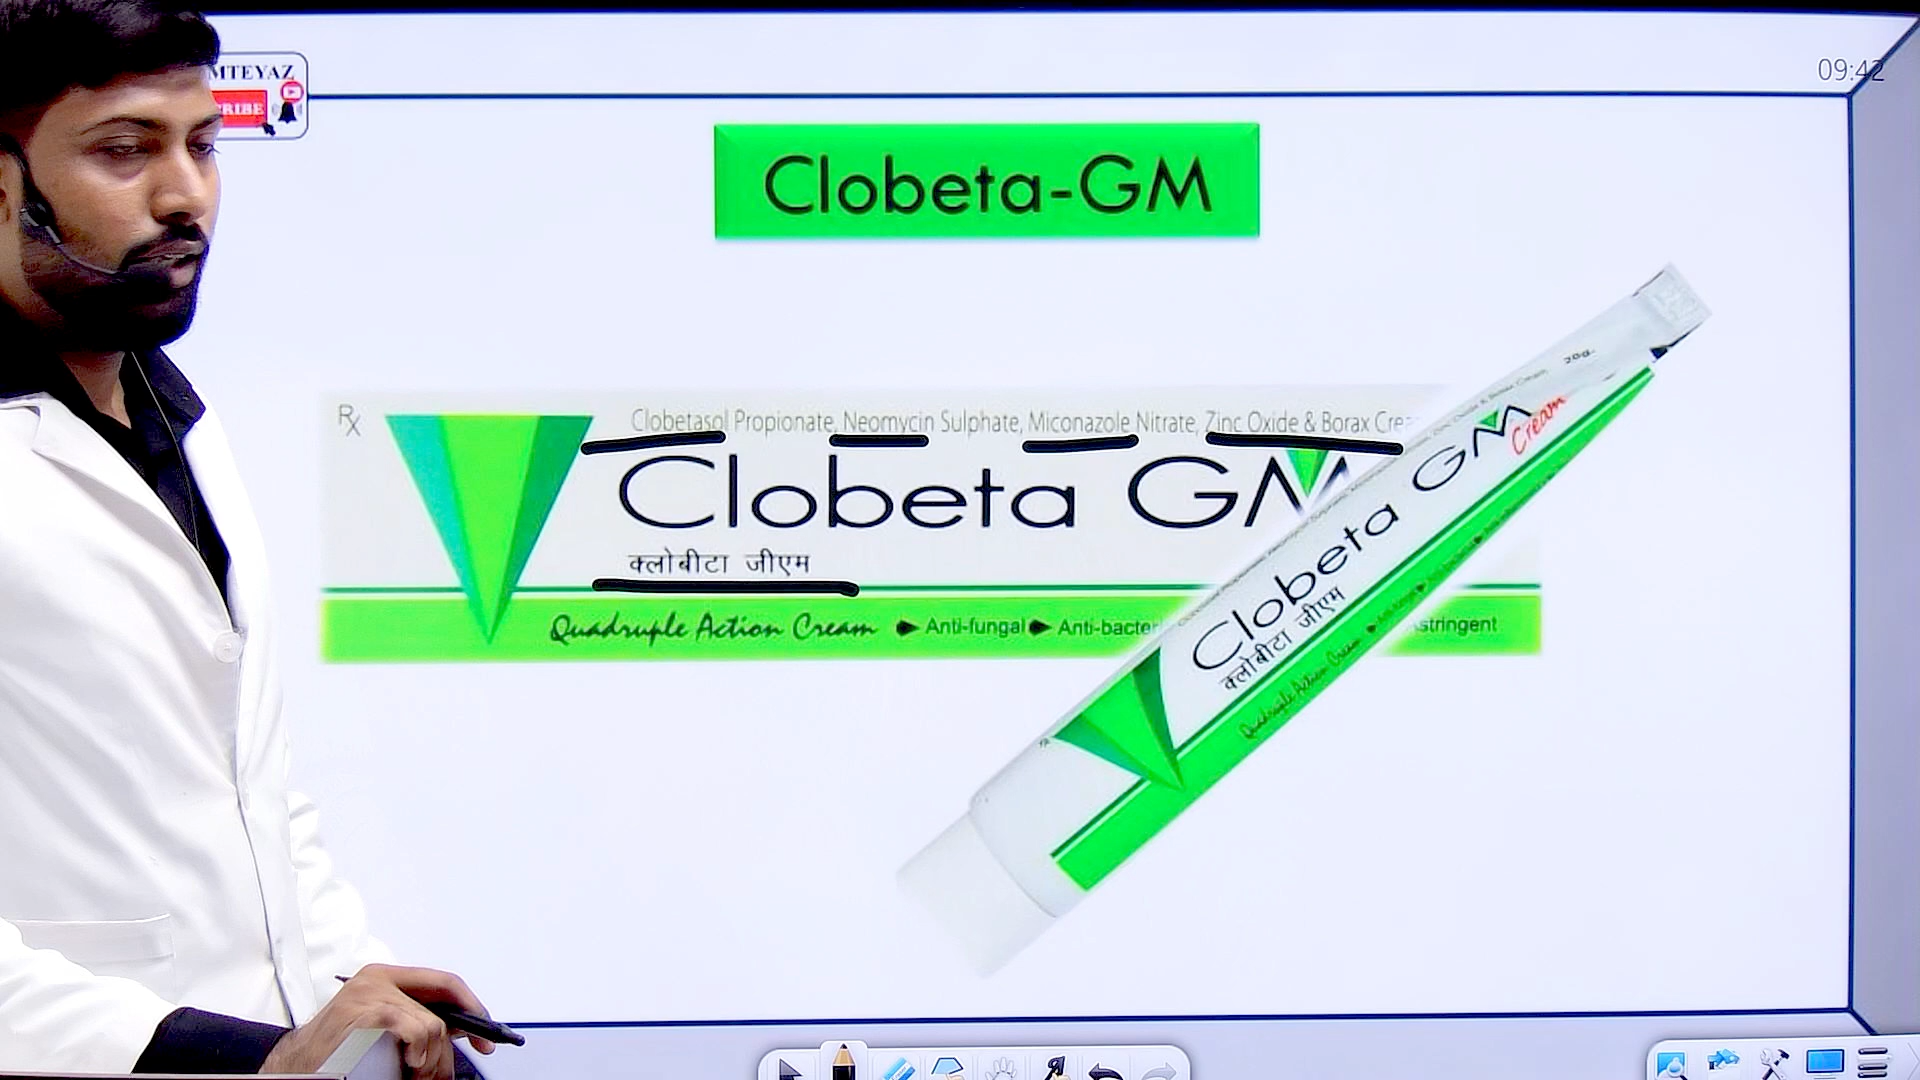 MTEYAZ
RIBE
09:42
Clobeta-GM
Rx
Clobetasol Propionate, Neomycin Sulphate, Miconazole Nitrate, Zinc Oxide & Borax Cre
Clobeta GM
क्लोबीटा जीएम
Quadruple Action Cream ▶ Anti-fungal ▶ Anti-bacter
stringent
20g.
Clobeta GM
Cream
क्लोबीटा जीएम
Quadruple Action Cream